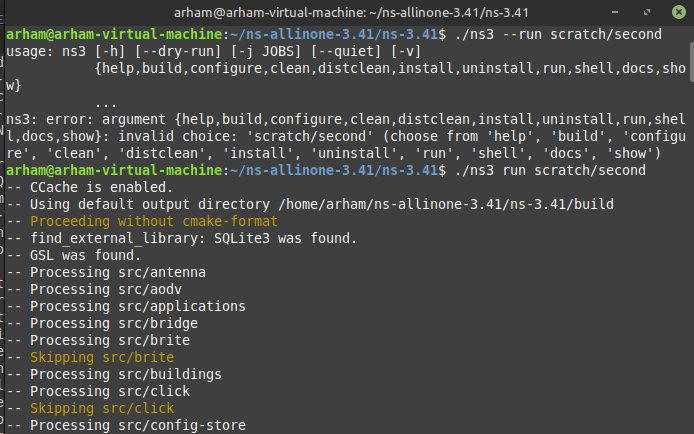 arham@arham-virtual-machine: ~/ns-allinone-3.41/ns-3.41
arham@arham-virtual-machine:~/ns-allinone-3.41/ns-3.41$ ./ns3 --run scratch/second
usage: ns3 [-h] [--dry-run] [-j JOBS] [--quiet] [-v]
{help,build,configure,clean,distclean,install,uninstall,run,shell,docs,sho
w}
...
ns3: error: argument {help,build,configure,clean,distclean,install,uninstall,run,shel
l,docs,show}: invalid choice: 'scratch/second' (choose from 'help', 'build', 'configu
re', 'clean', 'distclean', 'install', 'uninstall', 'run', 'shell', 'docs', 'show')
arham@arham-virtual-machine:~/ns-allinone-3.41/ns-3.41$ ./ns3 run scratch/second
-- CCache is enabled.
-- Using default output directory /home/arham/ns-allinone-3.41/ns-3.41/build
-- Proceeding without cmake-format
-- find_external_library: SQLite3 was found.
-- GSL was found.
-- Processing src/antenna
-- Processing src/aodv
-- Processing src/applications
-- Processing src/bridge
-- Processing src/brite
-- Skipping src/brite
-- Processing src/buildings
-- Processing src/click
-- Skipping src/click
-- Processing src/config-store